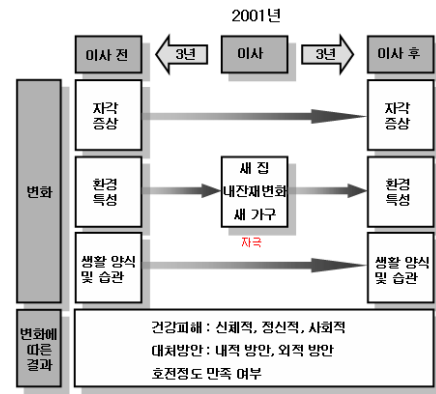 2001년
이사 전
3년
이사
3년
이사 후
변화
자각
증상
자각
증상
환경
특성
새 집
내잔재변화
새 가구
자극
환경
특성
생활 양식
및 습관
생활 양식
및 습관
변화에
따른
결과
건강피해 : 신체적, 정신적, 사회적
대처방안 : 내적 방안, 외적 방안
호전정도 만족 여부